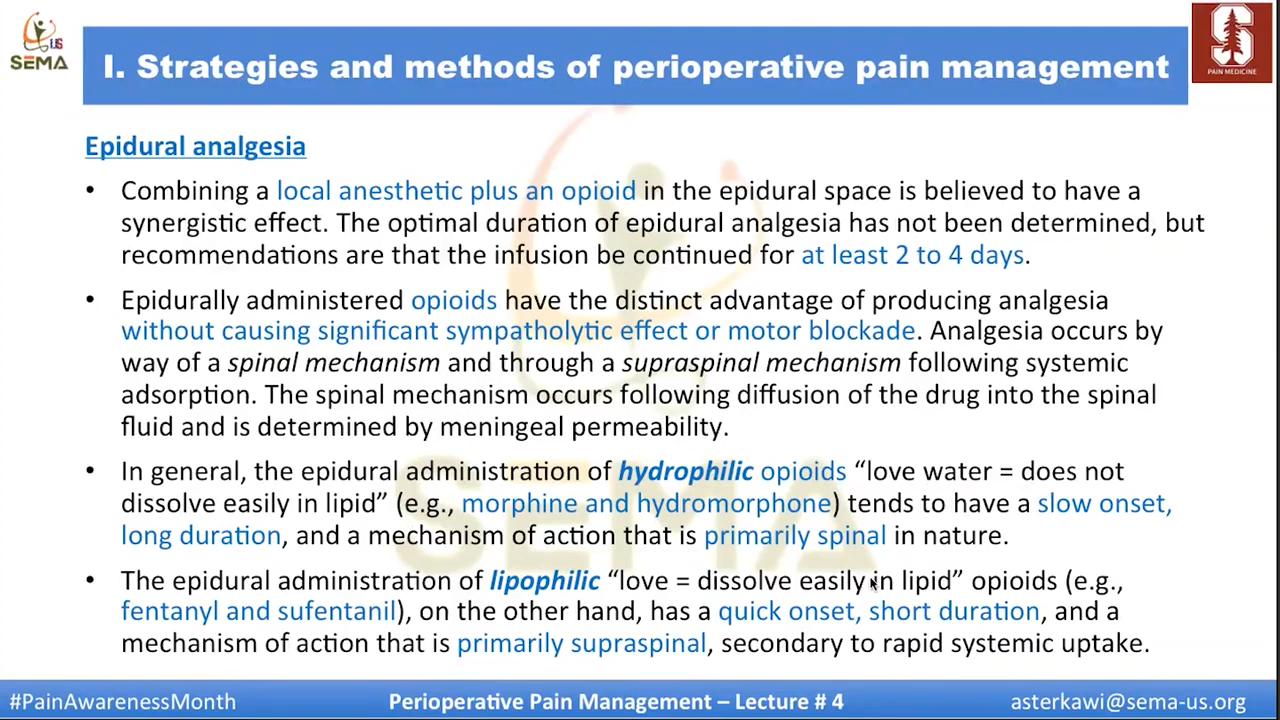 US
SEMA
I. Strategies and methods of perioperative pain management
S
PAIN MEDICINE
Epidural analgesia
• Combining a local anesthetic plus an opioid in the epidural space is believed to have a
synergistic effect. The optimal duration of epidural analgesia has not been determined, but
recommendations are that the infusion be continued for at least 2 to 4 days.
• Epidurally administered opioids have the distinct advantage of producing analgesia
without causing significant sympatholytic effect or motor blockade. Analgesia occurs by
way of a spinal mechanism and through a supraspinal mechanism following systemic
adsorption. The spinal mechanism occurs following diffusion of the drug into the spinal
fluid and is determined by meningeal permeability.
• In general, the epidural administration of hydrophilic opioids “love water = does not
dissolve easily in lipid” (e.g., morphine and hydromorphone) tends to have a slow onset,
long duration, and a mechanism of action that is primarily spinal in nature.
• The epidural administration of lipophilic “love = dissolve easily in lipid” opioids (e.g.,
fentanyl and sufentanil), on the other hand, has a quick onset, short duration, and a
mechanism of action that is primarily supraspinal, secondary to rapid systemic uptake.
SEMA
#PainAwarenessMonth
Perioperative Pain Management – Lecture # 4
asterkawi@sema-us.org